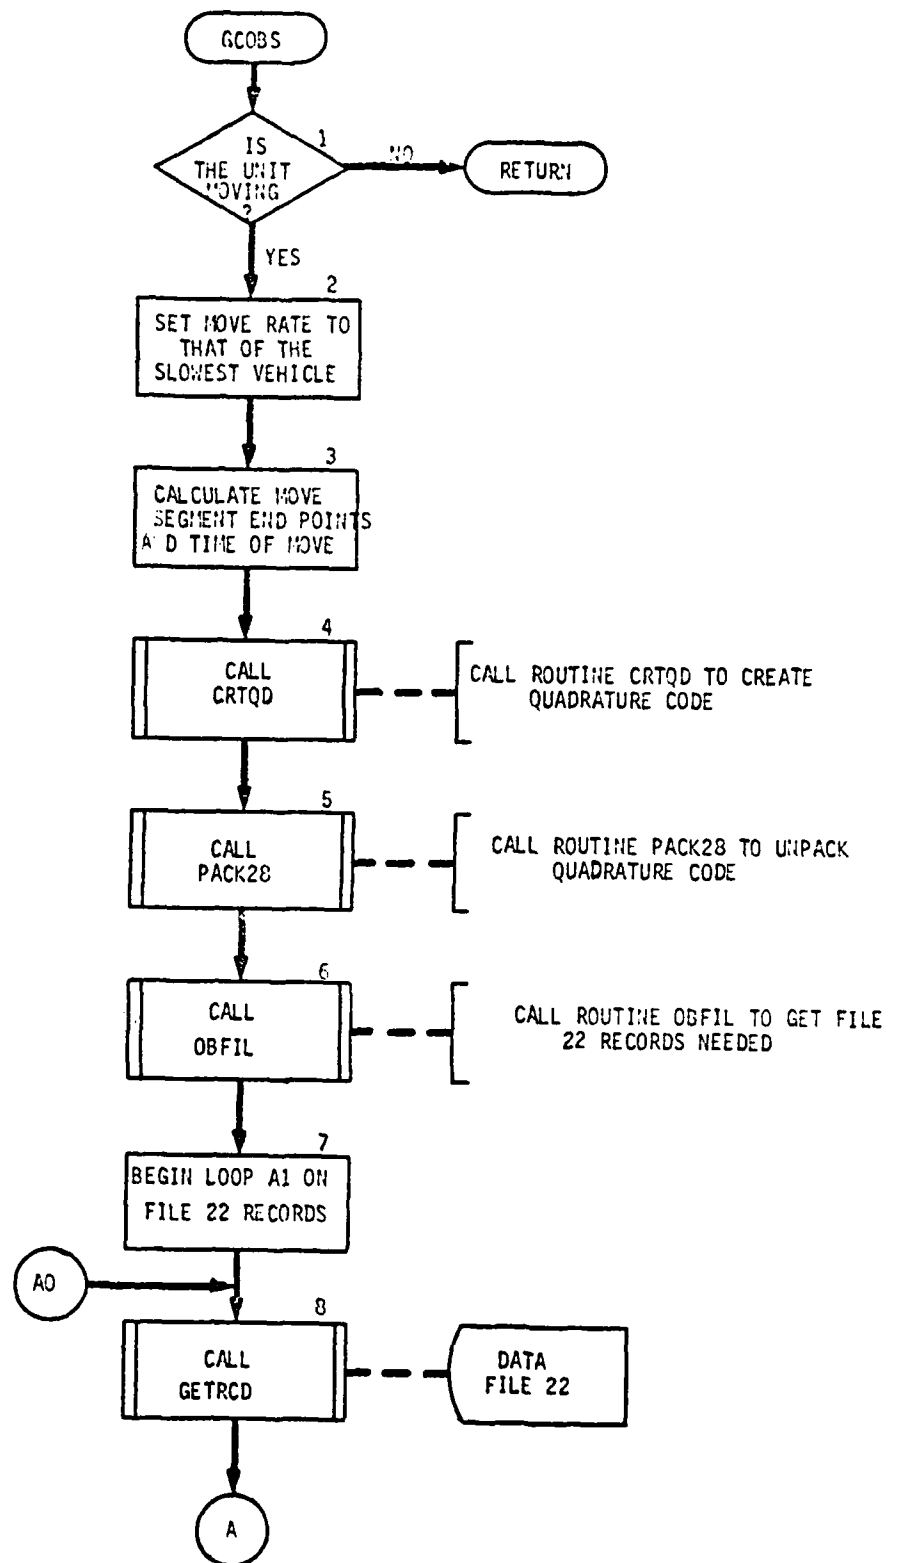 GCOBS
1
IS
THE UNIT
MOVING
?
NO
RETURN
YES
2
SET MOVE RATE TO
THAT OF THE
SLOWEST VEHICLE
3
CALCULATE MOVE
SEGMENT END POINTS
A D TIME OF MOVE
4
CALL
CRTQD
CALL ROUTINE CRTQD TO CREATE
QUADRATURE CODE
5
CALL
PACK28
CALL ROUTINE PACK28 TO UNPACK
QUADRATURE CODE
6
CALL
OBFIL
CALL ROUTINE OBFIL TO GET FILE
22 RECORDS NEEDED
7
BEGIN LOOP A1 ON
FILE 22 RECORDS
A0
8
CALL
GETRCD
DATA
FILE 22
A